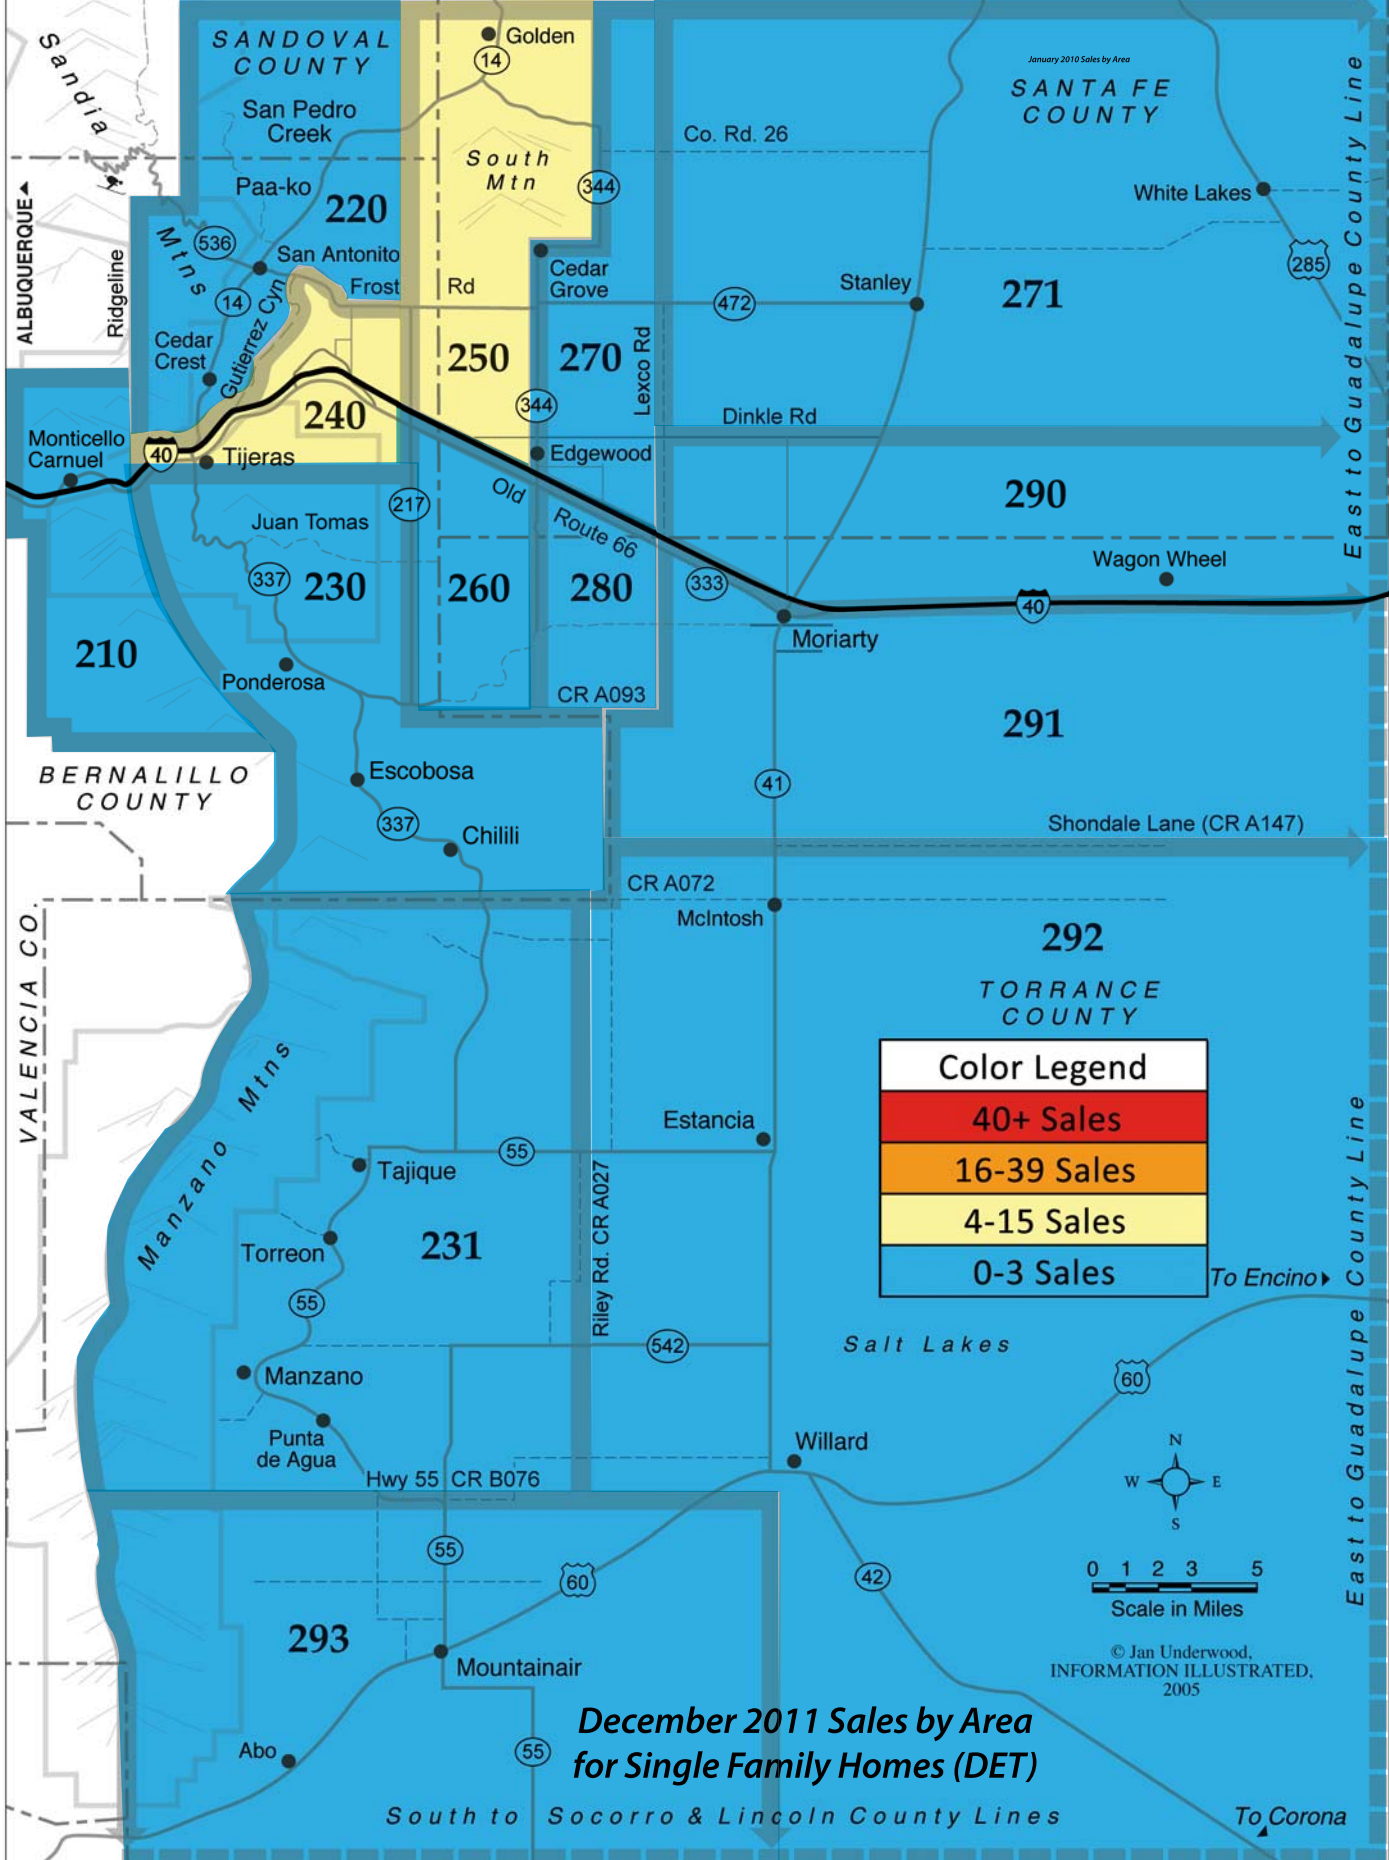 SANDOVAL
COUNTY
Golden
14
January 2010 Sales by Area
SANTA FE
COUNTY
Sandia
San Pedro
Creek
Co. Rd. 26
South
Mtn
Paa-ko
344
White Lakes
220
ALBUQUERQUE
Ridgeline
Mtns
536
San Antonito
Cedar
Grove
285
East to Guadalupe County Line
14
Gutierrez Cyn
Frost
Rd
472
Stanley
271
Cedar
Crest
250
270
Lexco Rd
344
240
Dinkle Rd
Monticello
Carnuel
40
Tijeras
Edgewood
217
Old
Route 66
290
Juan Tomas
Wagon Wheel
337
230
260
280
333
40
Moriarty
210
Ponderosa
CR A093
291
BERNALILLO
COUNTY
Escobosa
41
337
Chilili
Shondale Lane (CR A147)
CR A072
McIntosh
VALENCIA CO.
292
TORRANCE
COUNTY
Color Legend
40+ Sales
16-39 Sales
4-15 Sales
0-3 Sales
Manzano Mtns
Estancia
55
Tajique
Riley Rd. CR A027
East to Guadalupe County Line
Torreon
231
To Encino
55
542
Salt Lakes
60
Manzano
Punta
de Agua
Willard
N
W
E
S
Hwy 55
CR B076
55
60
42
0 1 2 3 5
Scale in Miles
293
© Jan Underwood,
INFORMATION ILLUSTRATED,
2005
Mountainair
December 2011 Sales by Area
for Single Family Homes (DET)
Abo
55
South to Socorro & Lincoln County Lines
To Corona